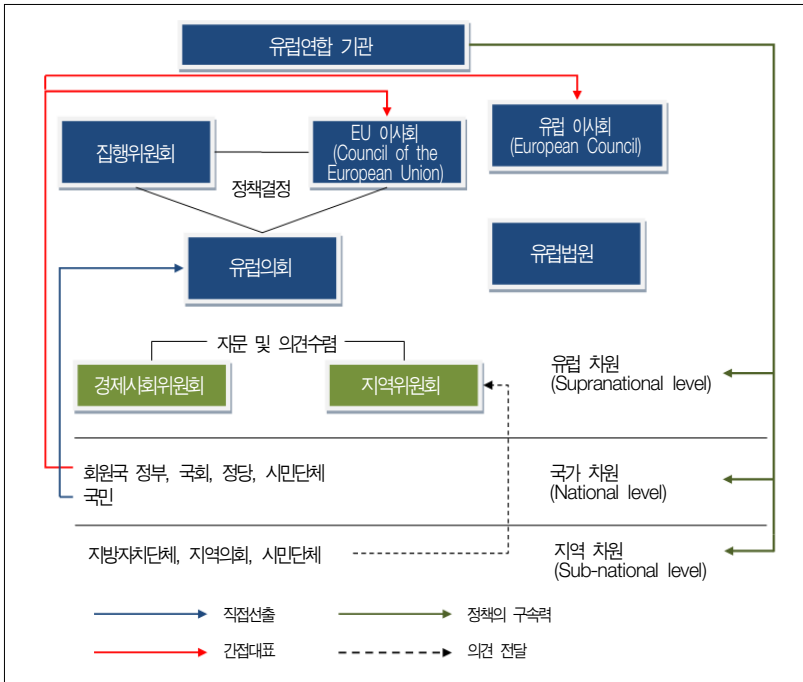 유럽연합 기관
집행위원회
EU 이사회
(Council of the
European Union)
유럽 이사회
(European Council)
정책결정
유럽의회
유럽법원
자문 및 의견수렴
경제사회위원회
지역위원회
유럽 차원
(Supranational level)
회원국 정부, 국회, 정당, 시민단체
국민
국가 차원
(National level)
지방자치단체, 지역의회, 시민단체
지역 차원
(Sub-national level)
직접선출
정책의 구속력
간접대표
의견 전달